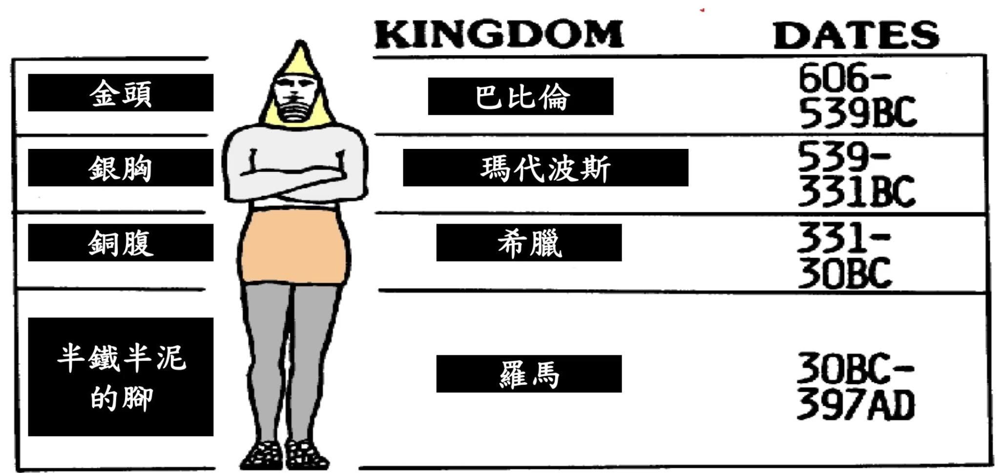 KINGDOM DATES
金頭 巴比倫 606-
539BC
銀胸 瑪代波斯 539-
331BC
銅腹 希臘 331-
30BC
半鐵半泥
的腳 羅馬 30BC-
397AD